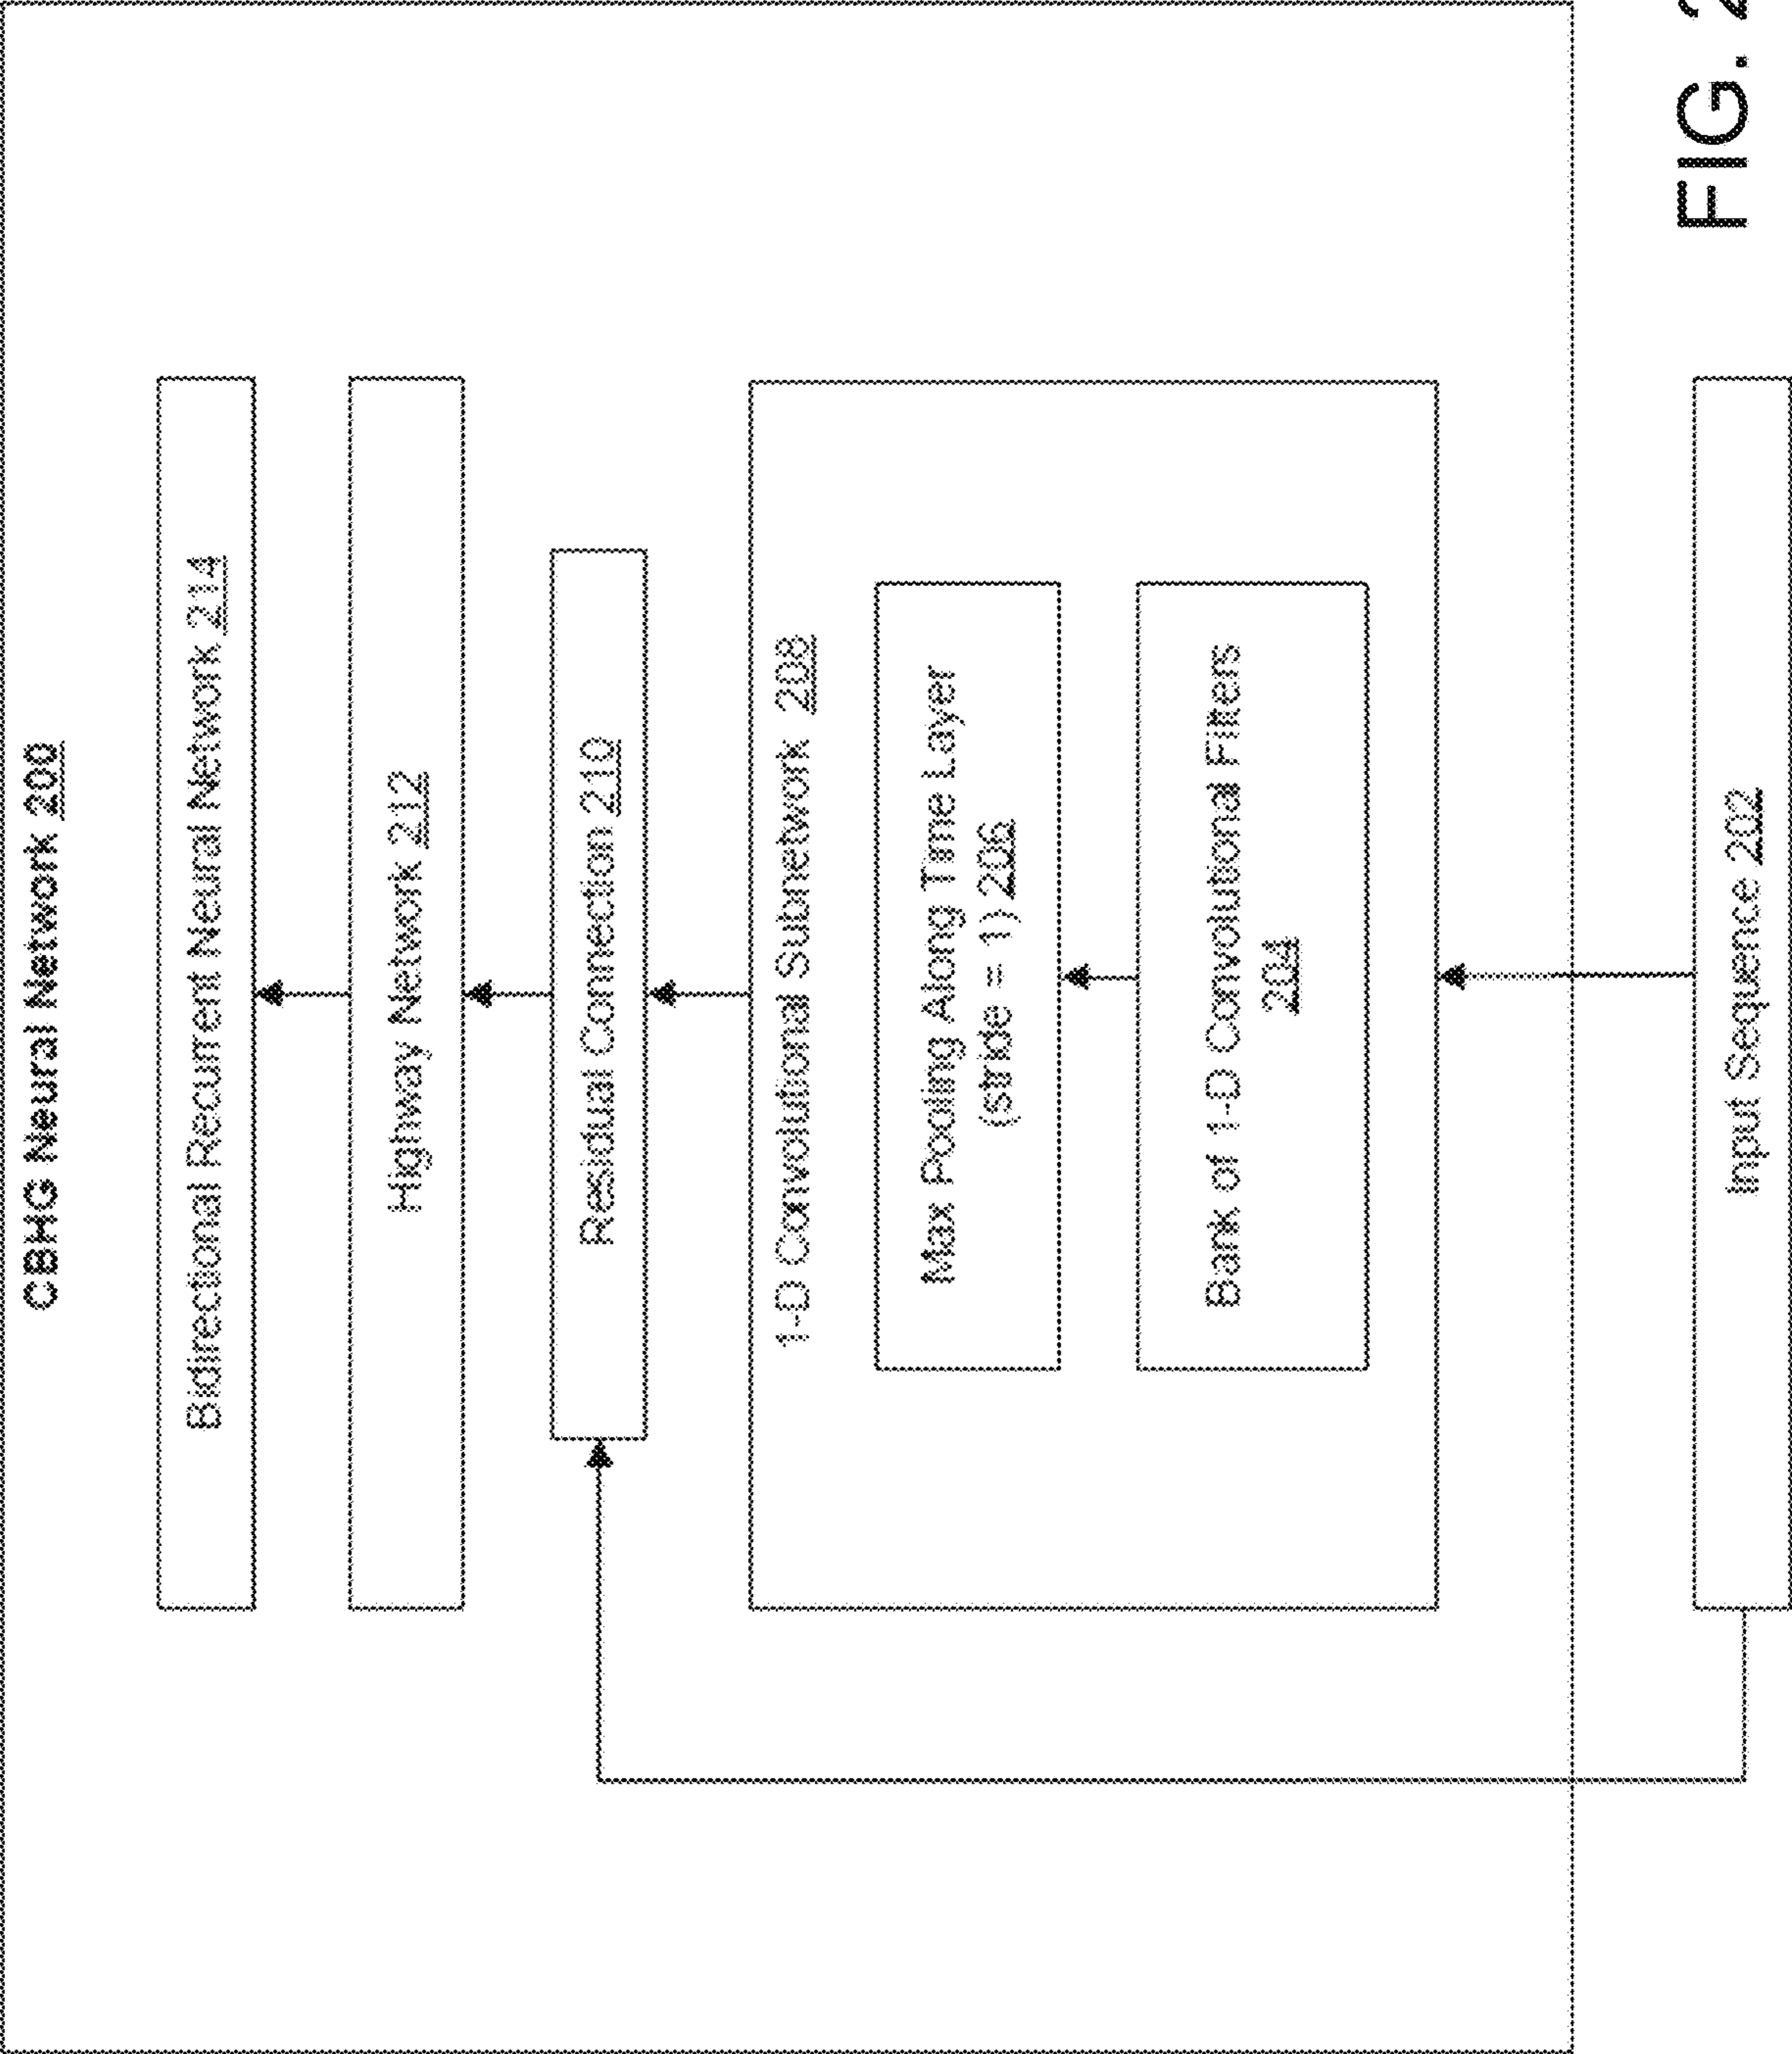 CBHG Neural Network 200
Bidirectional Recurrent Neural Network 214
Highway Network 212
Residual Connection 210
1-D Convolutional Subnetwork 208
Max Pooling Along Time Layer
(stride = 1) 206
Bank of 1-D Convolutional Filters
204
Input Sequence 202
FIG. 2